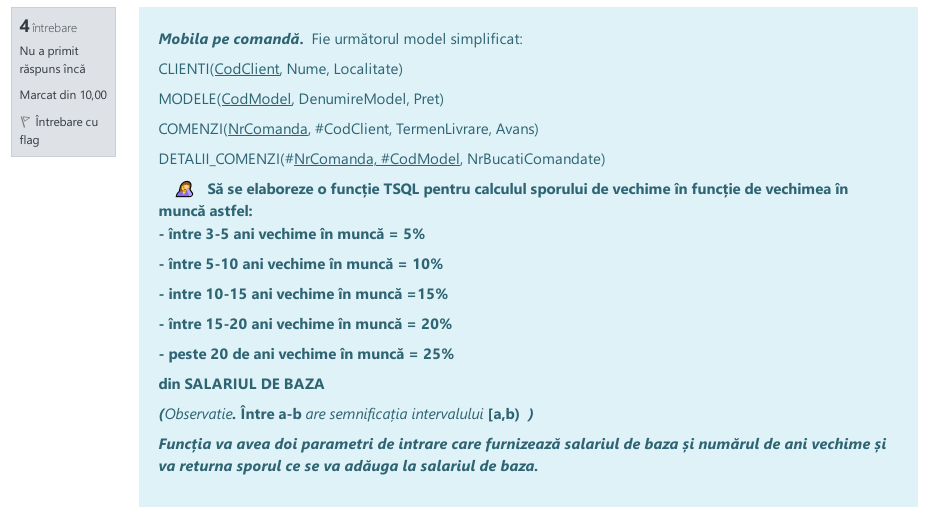 4 întrebare
Nu a primit
răspuns încă
Marcat din 10,00
Întrebare cu
flag
Mobila pe comandă. Fie următorul model simplificat:
CLIENTI(CodClient, Nume, Localitate)
MODELE(CodModel, DenumireModel, Pret)
COMENZI(NrComanda, #CodClient, TermenLivrare, Avans)
DETALII_COMENZI(#NrComanda, #CodModel, NrBucatiComandate)
Să se elaboreze o funcție TSQL pentru calculul sporului de vechime în funcție de vechimea în
muncă astfel:
- între 3-5 ani vechime în muncă = 5%
- între 5-10 ani vechime în muncă = 10%
- intre 10-15 ani vechime în muncă =15%
- între 15-20 ani vechime în muncă = 20%
- peste 20 de ani vechime în muncă = 25%
din SALARIUL DE BAZA
(Observatie. Între a-b are semnificația intervalului [a,b) )
Funcția va avea doi parametri de intrare care furnizează salariul de baza și numărul de ani vechime și
va returna sporul ce se va adăuga la salariul de baza.